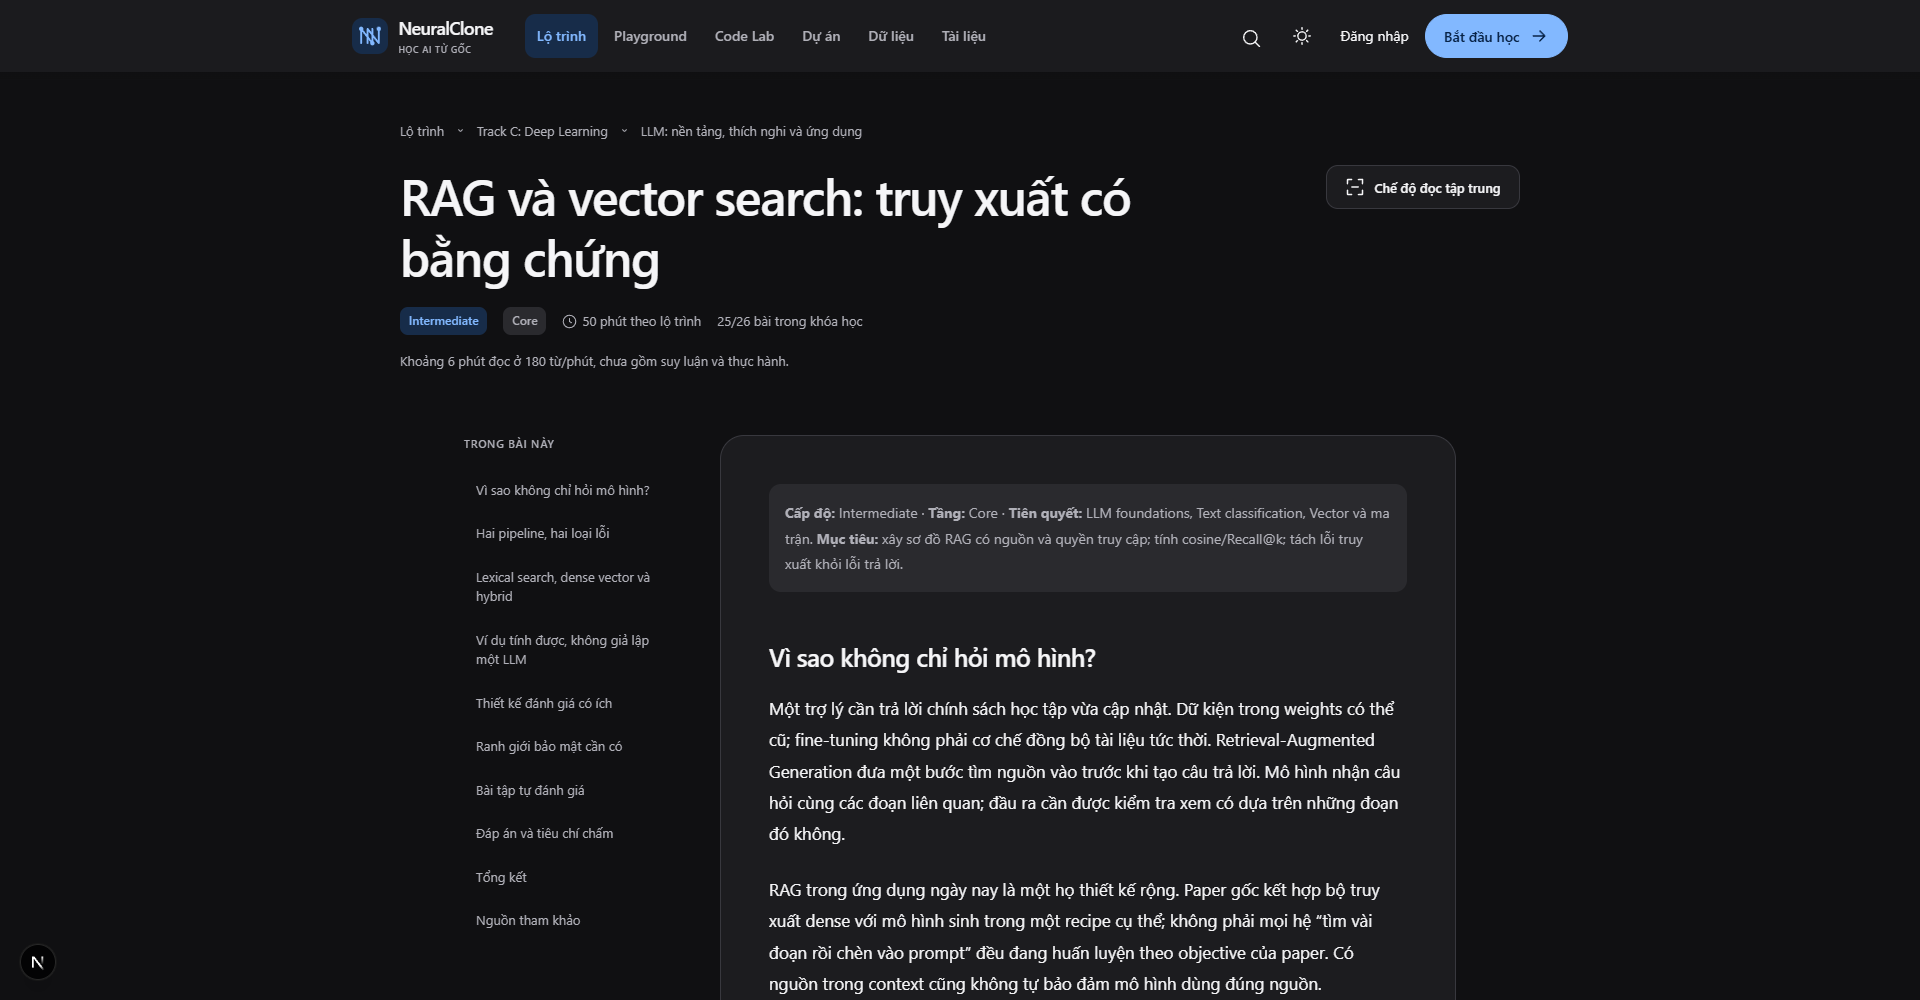 NeuralClone
HỌC AI TỪ GỐC
Lộ trình
Playground
Code Lab
Dự án
Dữ liệu
Tài liệu
Đăng nhập
Bắt đầu học
Lộ trình
Track C: Deep Learning
LLM: nền tảng, thích nghi và ứng dụng
RAG và vector search: truy xuất có
bằng chứng
Chế độ đọc tập trung
Intermediate
Core
50 phút theo lộ trình
25/26 bài trong khóa học
Khoảng 6 phút đọc ở 180 từ/phút, chưa gồm suy luận và thực hành.
TRONG BÀI NÀY
Vì sao không chỉ hỏi mô hình?
Hai pipeline, hai loại lỗi
Lexical search, dense vector và
hybrid
Ví dụ tính được, không giả lập
một LLM
Thiết kế đánh giá có ích
Ranh giới bảo mật cần có
Bài tập tự đánh giá
Đáp án và tiêu chí chấm
Tổng kết
Nguồn tham khảo
Cấp độ: Intermediate · Tầng: Core · Tiên quyết: LLM foundations, Text classification, Vector và ma
trận. Mục tiêu: xây sơ đồ RAG có nguồn và quyền truy cập; tính cosine/Recall@k; tách lỗi truy
xuất khỏi lỗi trả lời.
Vì sao không chỉ hỏi mô hình?
Một trợ lý cần trả lời chính sách học tập vừa cập nhật. Dữ kiện trong weights có thể
cũ; fine-tuning không phải cơ chế đồng bộ tài liệu tức thời. Retrieval-Augmented
Generation đưa một bước tìm nguồn vào trước khi tạo câu trả lời. Mô hình nhận câu
hỏi cùng các đoạn liên quan; đầu ra cần được kiểm tra xem có dựa trên những đoạn
đó không.
RAG trong ứng dụng ngày nay là một họ thiết kế rộng. Paper gốc kết hợp bộ truy
xuất dense với mô hình sinh trong một recipe cụ thể; không phải mọi hệ “tìm vài
đoạn rồi chèn vào prompt” đều đang huấn luyện theo objective của paper. Có
nguồn trong context cũng không tự bảo đảm mô hình dùng đúng nguồn.